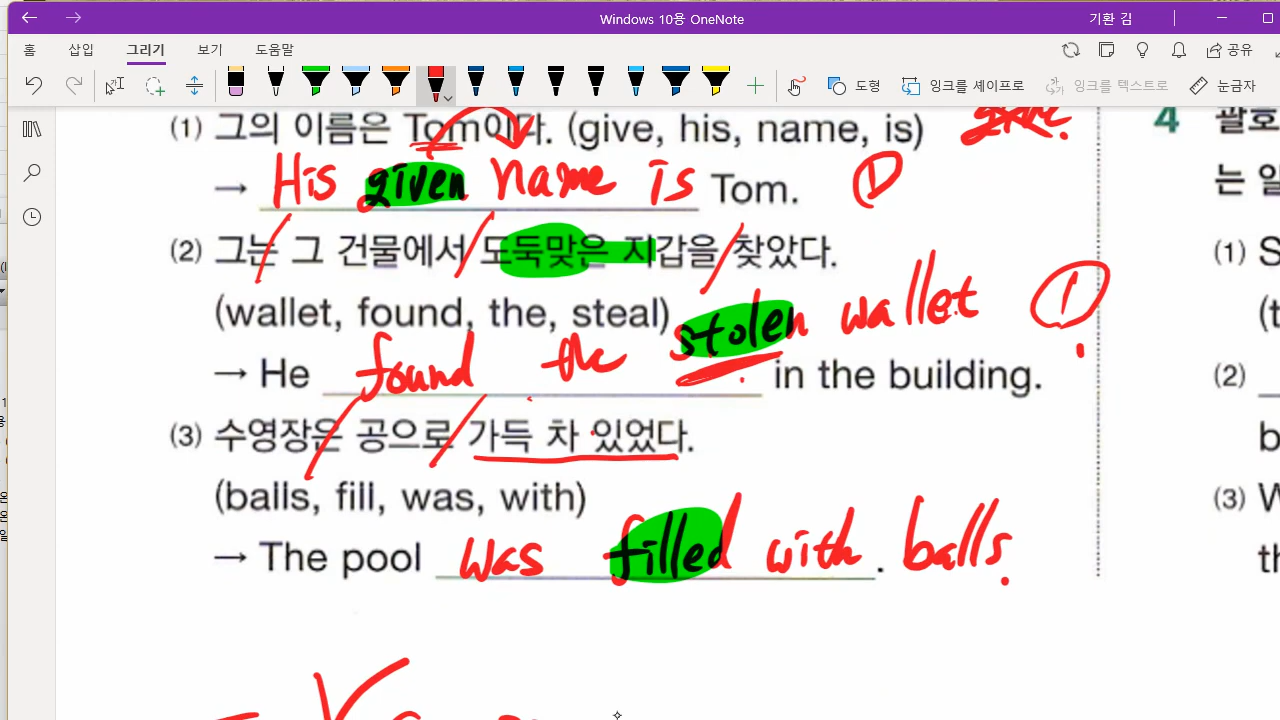 Windows 10용 OneNote
기환 김
홈 삽입 그리기 보기 도움말
공유
도형 잉크를 셰이프로 잉크를 텍스트로 눈금자
(1) 그의 이름은 Tom이다. (give, his, name, is)
→ His given name is Tom. ①
(2) 그는 그 건물에서 도둑맞은 지갑을 찾았다.
(wallet, found, the, steal)
→ He found the stolen wallet in the building. ①
(3) 수영장은 공으로 가득 차 있었다.
(balls, fill, was, with)
→ The pool was filled with balls.
4 괄호
는 일
(1) S
(t
(2)
b
(3) W
th